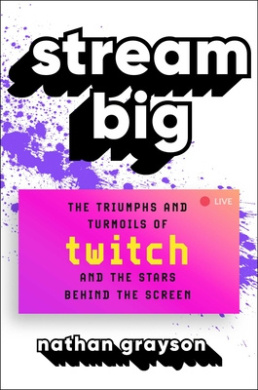 stream
big
LIVE
THE TRIUMPHS AND
TURMOILS OF
twitch
AND THE STARS
BEHIND THE SCREEN
nathan grayson